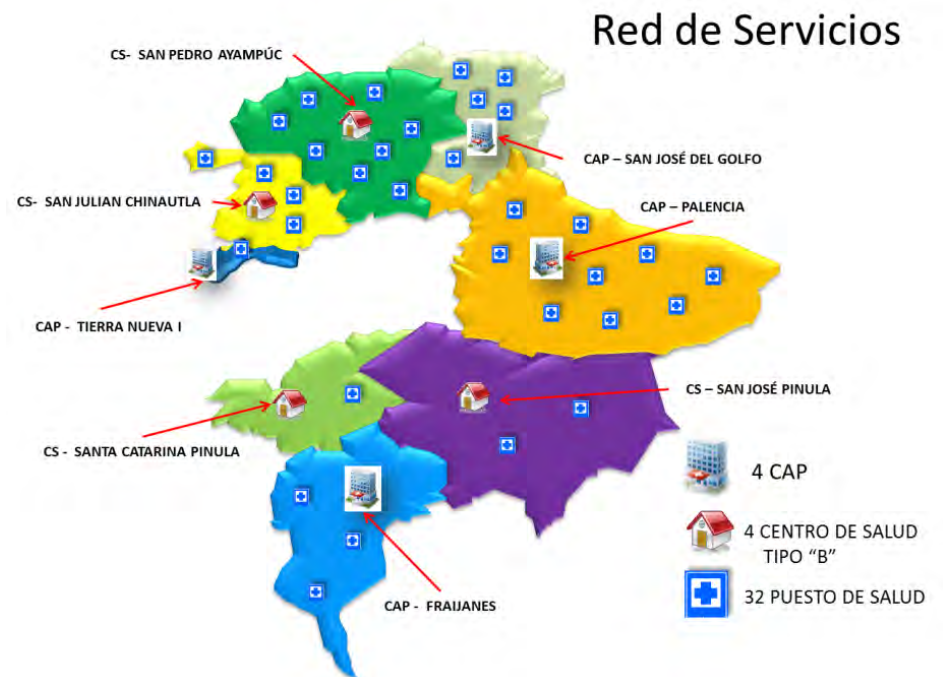 Red de Servicios
CS- SAN PEDRO AYAMPÚC
CAP – SAN JOSÉ DEL GOLFO
CS- SAN JULIAN CHINAUTLA
CAP – PALENCIA
CAP - TIERRA NUEVA I
CS – SAN JOSÉ PINULA
CS - SANTA CATARINA PINULA
4 CAP
4 CENTRO DE SALUD
TIPO “B”
32 PUESTO DE SALUD
CAP - FRAIJANES